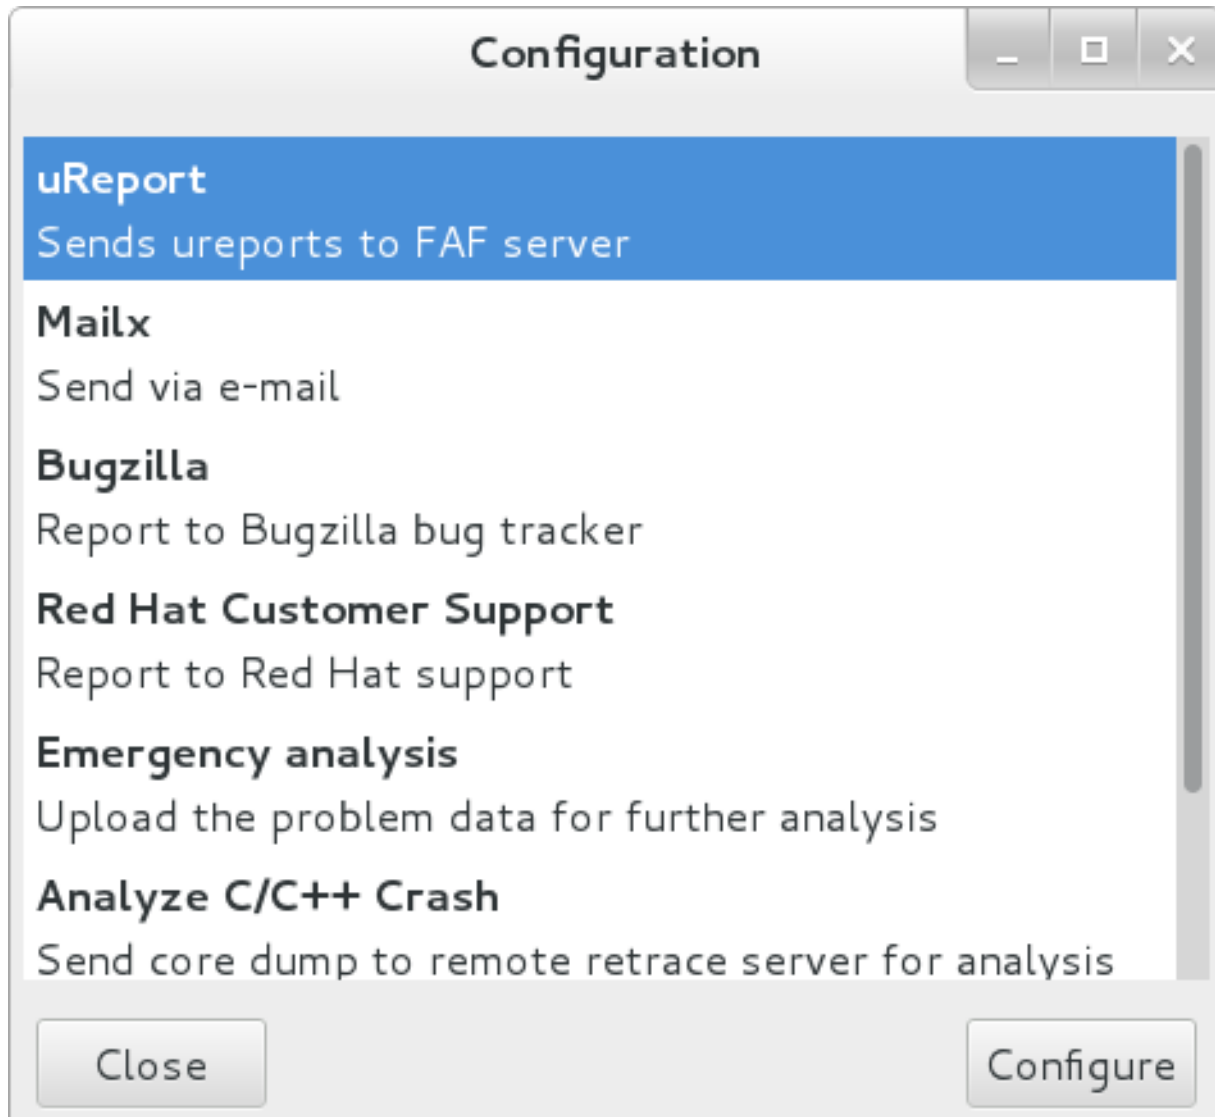 Configuration
uReport
Sends ureports to FAF server
Mailx
Send via e-mail
Bugzilla
Report to Bugzilla bug tracker
Red Hat Customer Support
Report to Red Hat support
Emergency analysis
Upload the problem data for further analysis
Analyze C/C++ Crash
Send core dump to remote retrace server for analysis
Close
Configure